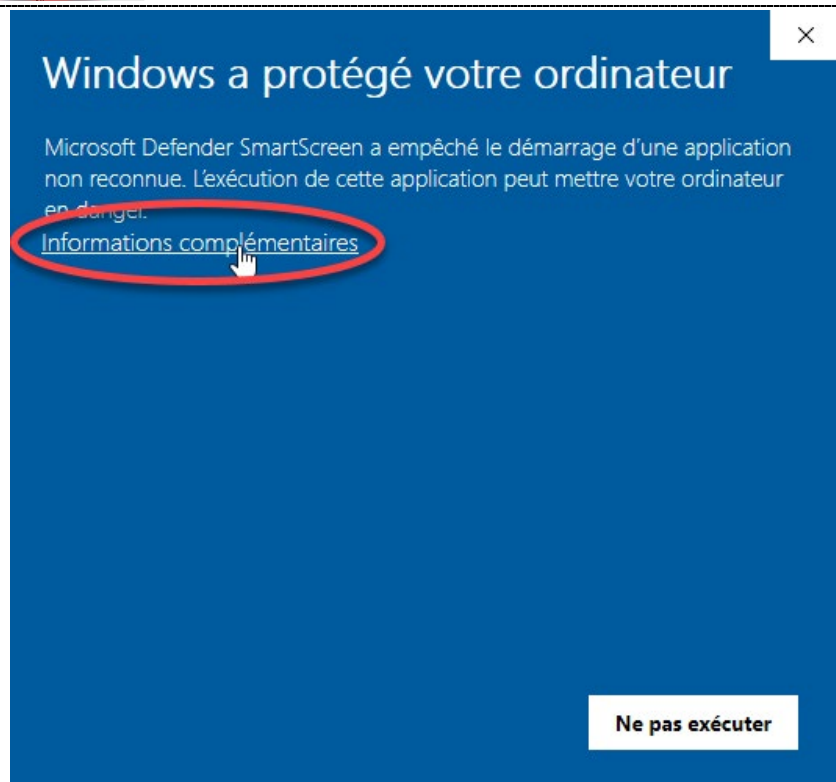 Windows a protégé votre ordinateur
Microsoft Defender SmartScreen a empêché le démarrage d'une application
non reconnue. L'exécution de cette application peut mettre votre ordinateur
en danger.
Informations complémentaires
Ne pas exécuter